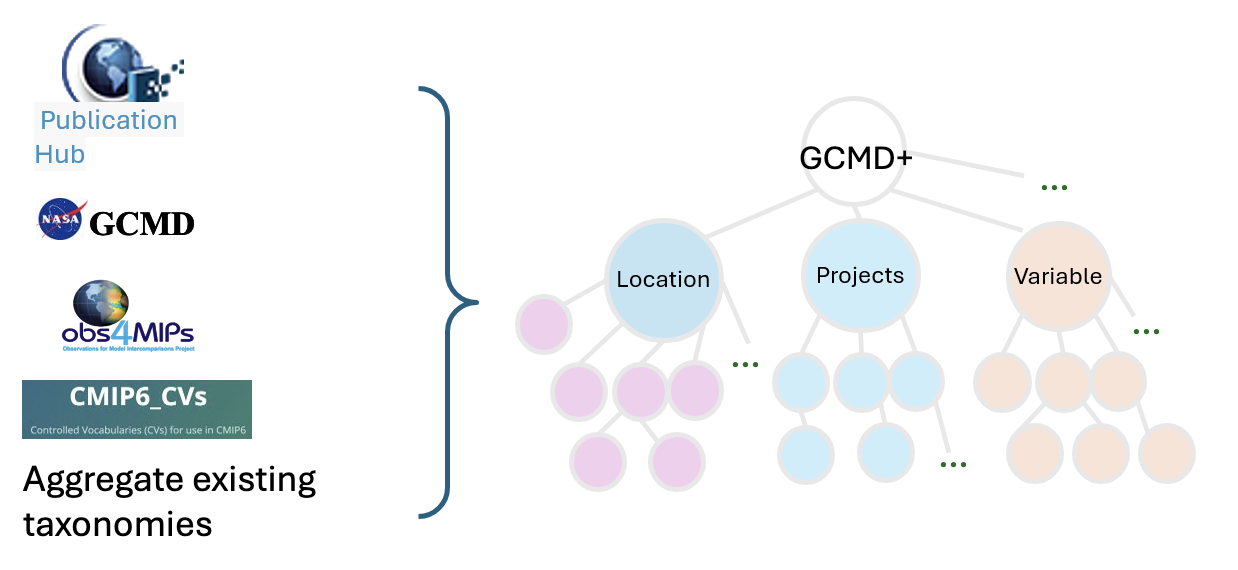 Publication
Hub
NASA
GCMD
obs4MIPs
Observations for Model Intercomparisons Project
CMIP6_CVs
Controlled Vocabularies (CVs) for use in CMIP6
Aggregate existing
taxonomies
GCMD+
...
Location
Projects
Variable
...
...
...